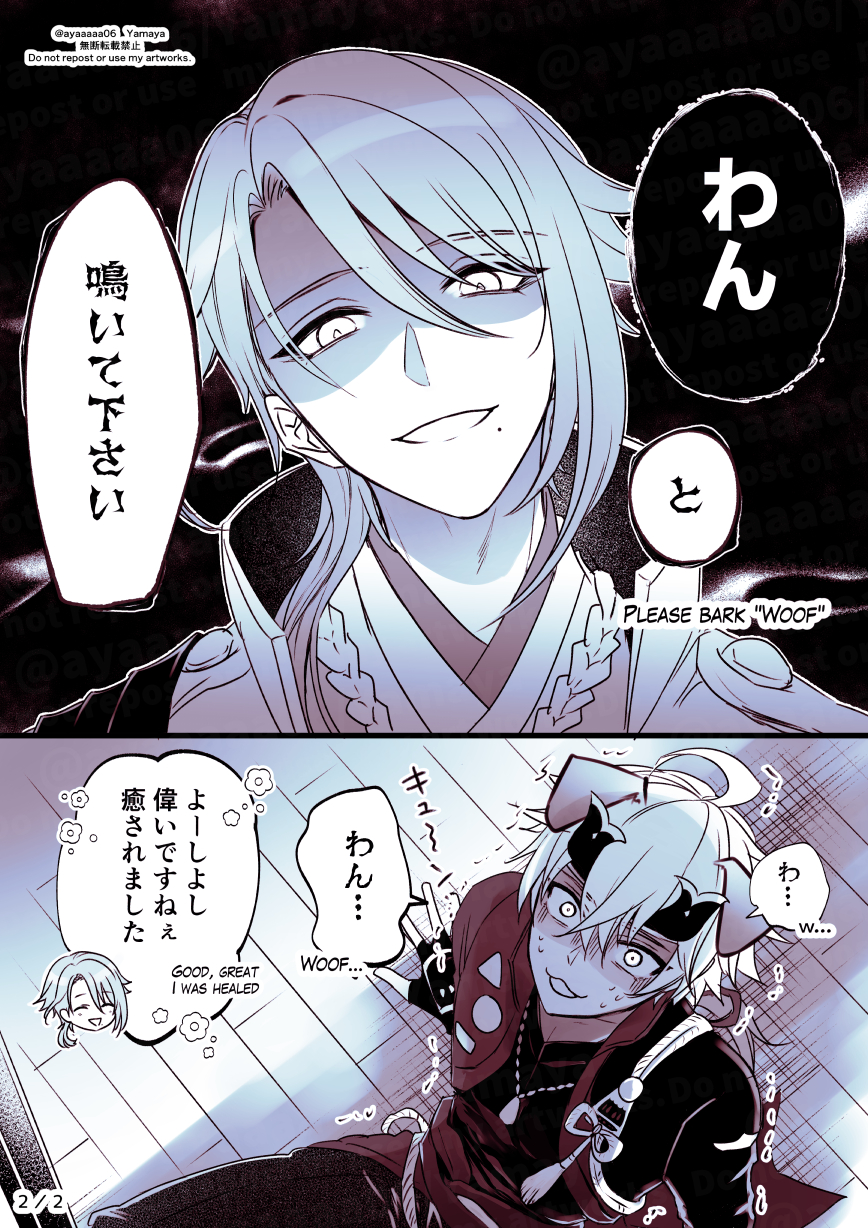 @ayaaaaa06 Yamaya
無断転載禁止
Do not repost or use my artworks.
わん
と
鳴いて下さい
PLEASE BARK "WOOF"
わ…
W...
キュ〜ン
わん…
WOOF...
よーしよし
偉いですねぇ
癒されました
GOOD, GREAT
I WAS HEALED
2/2